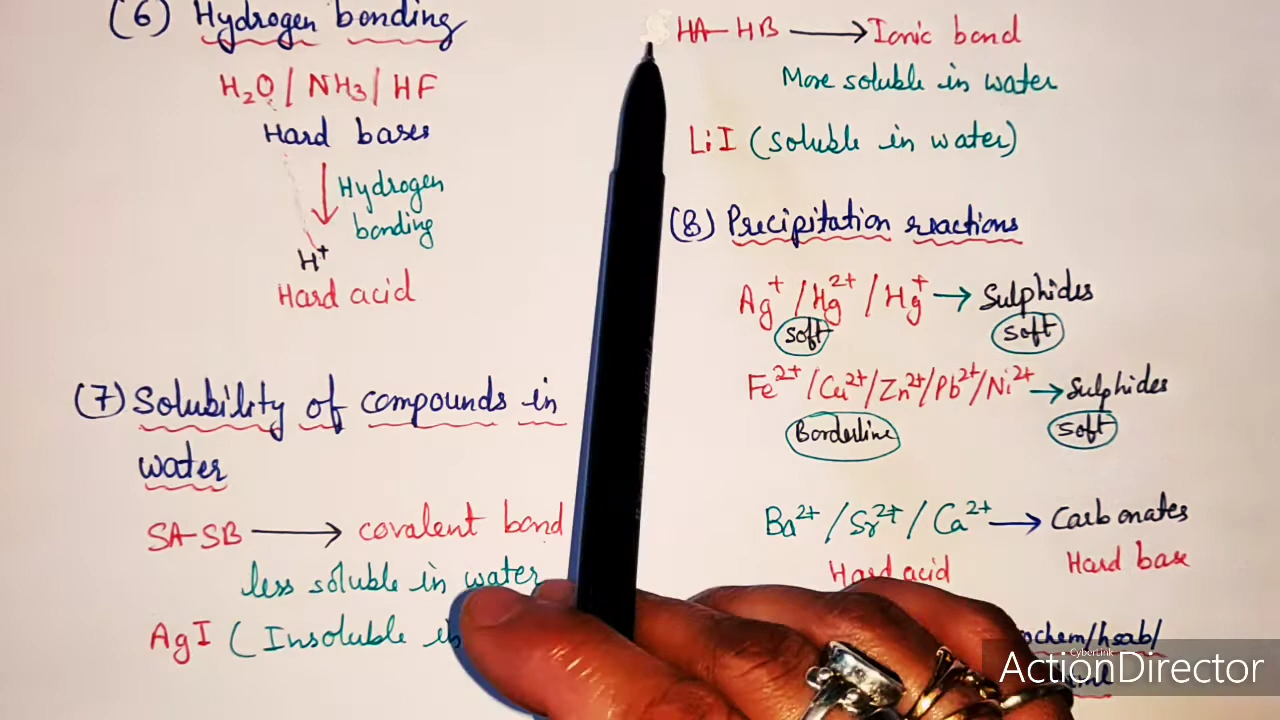 (6) Hydrogen bonding
H₂O / NH₃ / HF
Hard bases
Hydrogen
bonding
H⁺
Hard acid
(7) Solubility of compounds in
water
SA-SB ⟶ covalent bond
less soluble in water
AgI (Insoluble
HA-HB ⟶ Ionic bond
More soluble in water
LiI (soluble in water)
(8) Precipitation reactions
Ag⁺ / Hg²⁺ / Hg⁺ → Sulphides
soft soft
Fe²⁺ / Cu²⁺ / Zn²⁺ / Pb²⁺ / Ni²⁺ → Sulphides
Borderline soft
Ba²⁺ / Sr²⁺ / Ca²⁺ → Carbonates
Hard acid Hard base
ochem/hsab/
CyberLink
ActionDirector